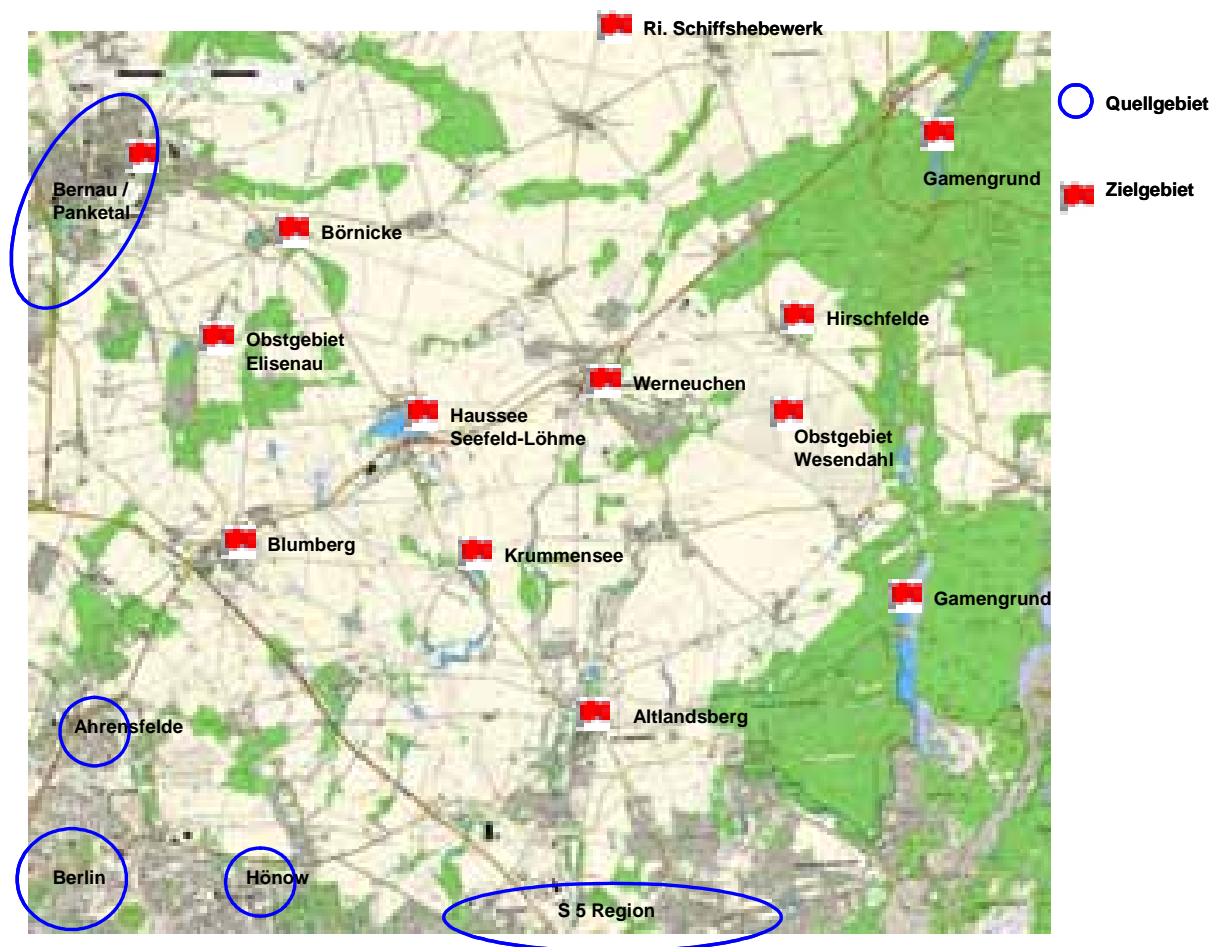 Ri. Schiffshebewerk
Quellgebiet
Zielgebiet
Gamengrund
Bernau /
Panketal
Börnicke
Hirschfelde
Obstgebiet
Elisenau
Werneuchen
Haussee
Seefeld-Löhme
Obstgebiet
Wesendahl
Blumberg
Krummensee
Gamengrund
Ahrensfelde
Altlandsberg
Berlin
Hönow
S 5 Region